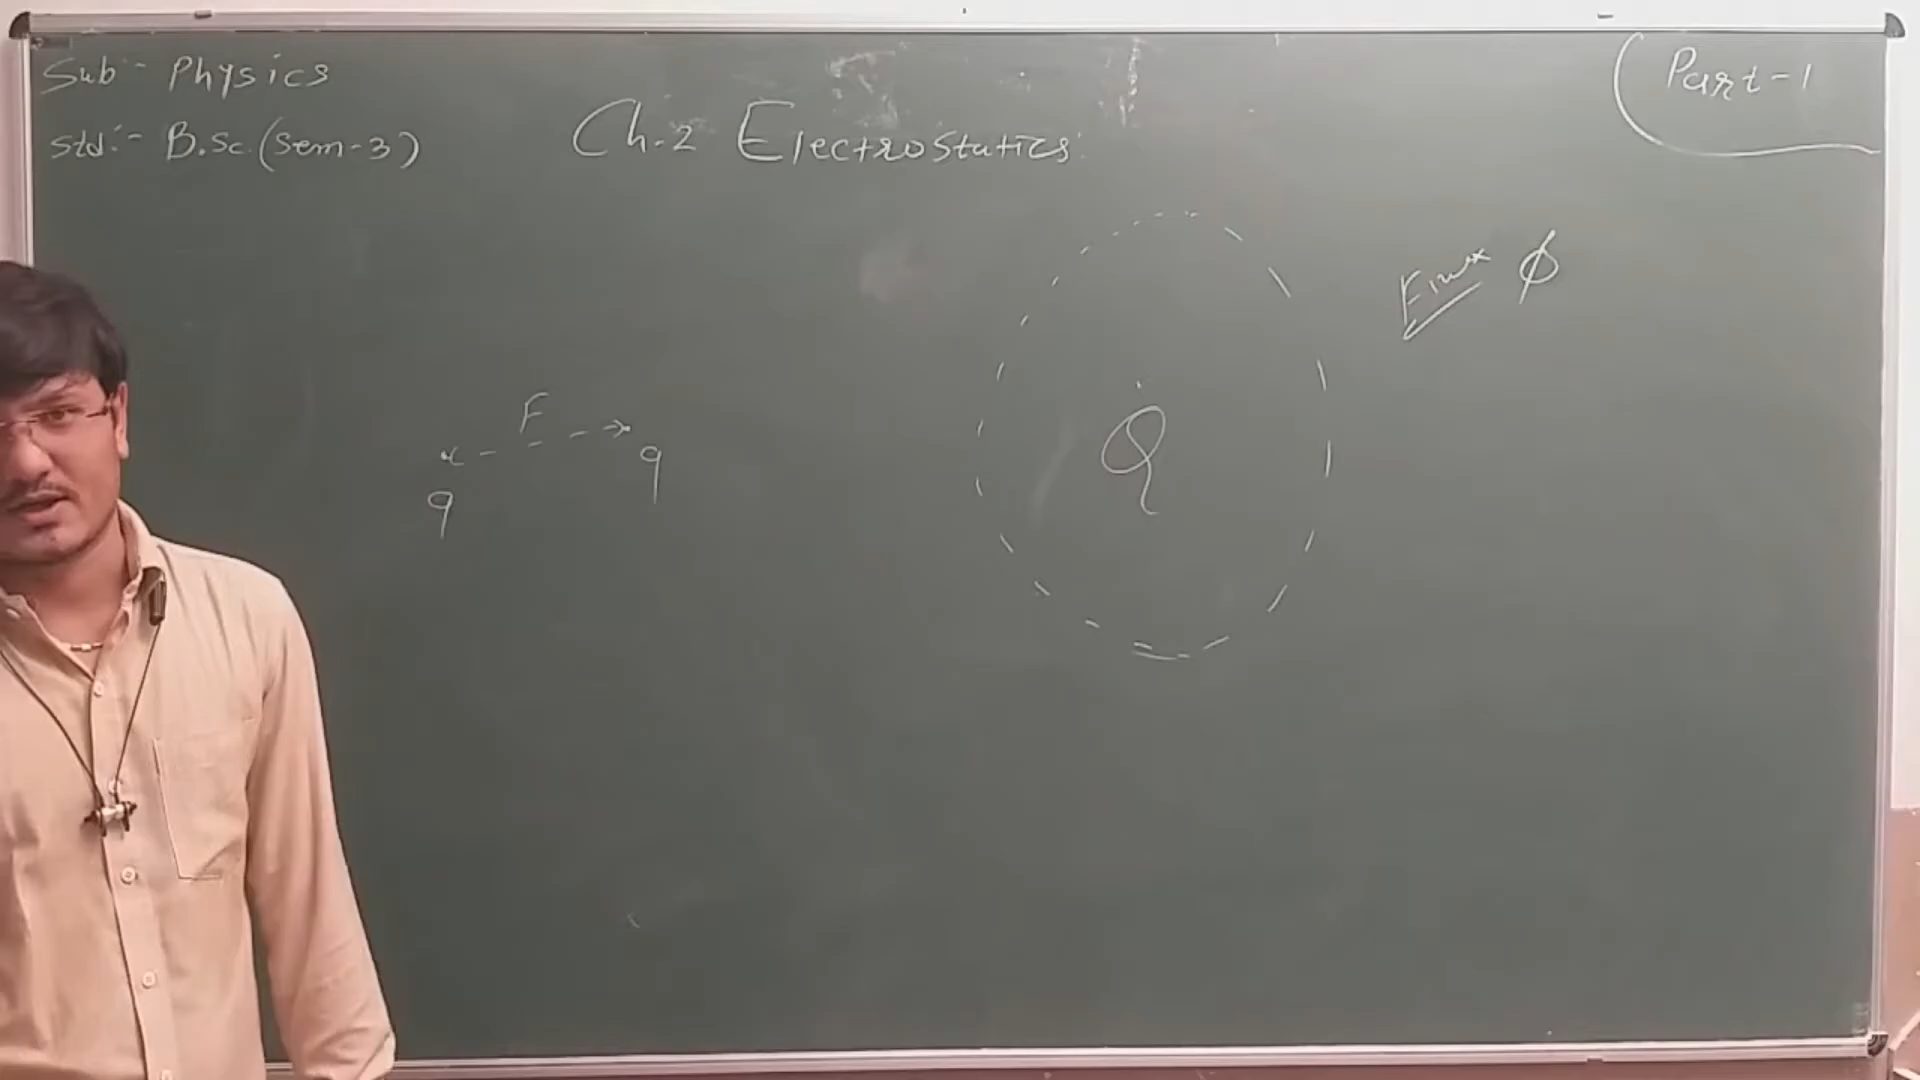 Sub:- Physics
Part-1
Std:- B.Sc. (Sem-3)
Ch.2 Electrostatics.
Flux φ
F
q
q
Q